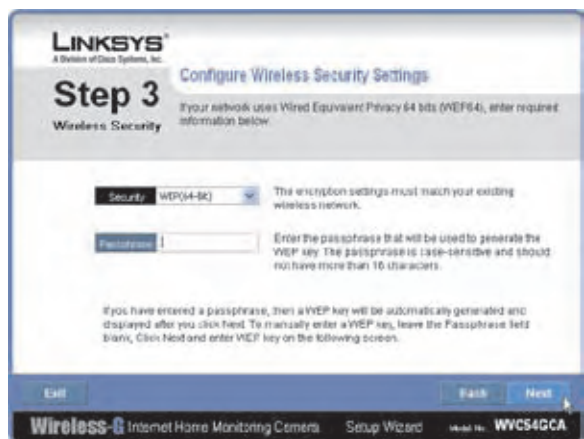 LINKSYS®
A Division of Cisco Systems, Inc.
Step 3
Wireless Security
Configure Wireless Security Settings
If your network uses Wired Equivalent Privacy 64 bits (WEP64), enter required
information below.
Security WEP(64-Bit)
The encryption settings must match your existing
wireless network.
Passphrase
Enter the passphrase that will be used to generate the
WEP key. The passphrase is case-sensitive and should
not have more than 16 characters.
If you have entered a passphrase, then a WEP key will be automatically generated and
displayed after you click Next. To manually enter a WEP key, leave the Passphrase field
blank, Click Next and enter WEP key on the following screen.
Exit
Back
Next
Wireless-G Internet Home Monitoring Camera Setup Wizard Model No. WVC54GCA